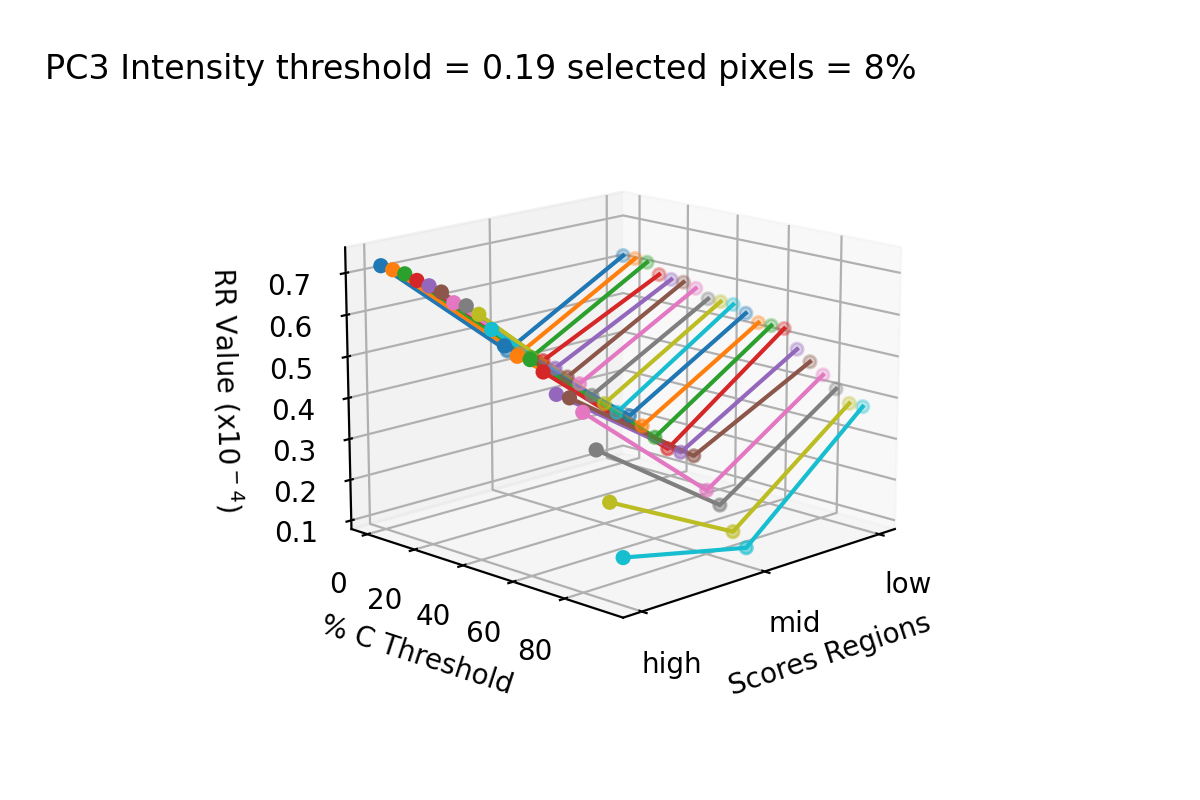 PC3 Intensity threshold = 0.19 selected pixels = 8%
RR Value (x10⁻⁴)
0.7
0.6
0.5
0.4
0.3
0.2
0.1
0
20
40
60
80
% C Threshold
high
mid
low
Scores Regions